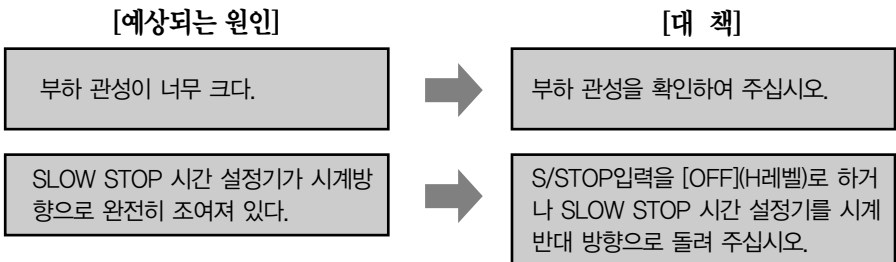 [예상되는 원인]
[대 책]
부하 관성이 너무 크다.
부하 관성을 확인하여 주십시오.
SLOW STOP 시간 설정기가 시계방
향으로 완전히 조여져 있다.
S/STOP입력을 [OFF](H레벨)로 하거
나 SLOW STOP 시간 설정기를 시계
반대 방향으로 돌려 주십시오.